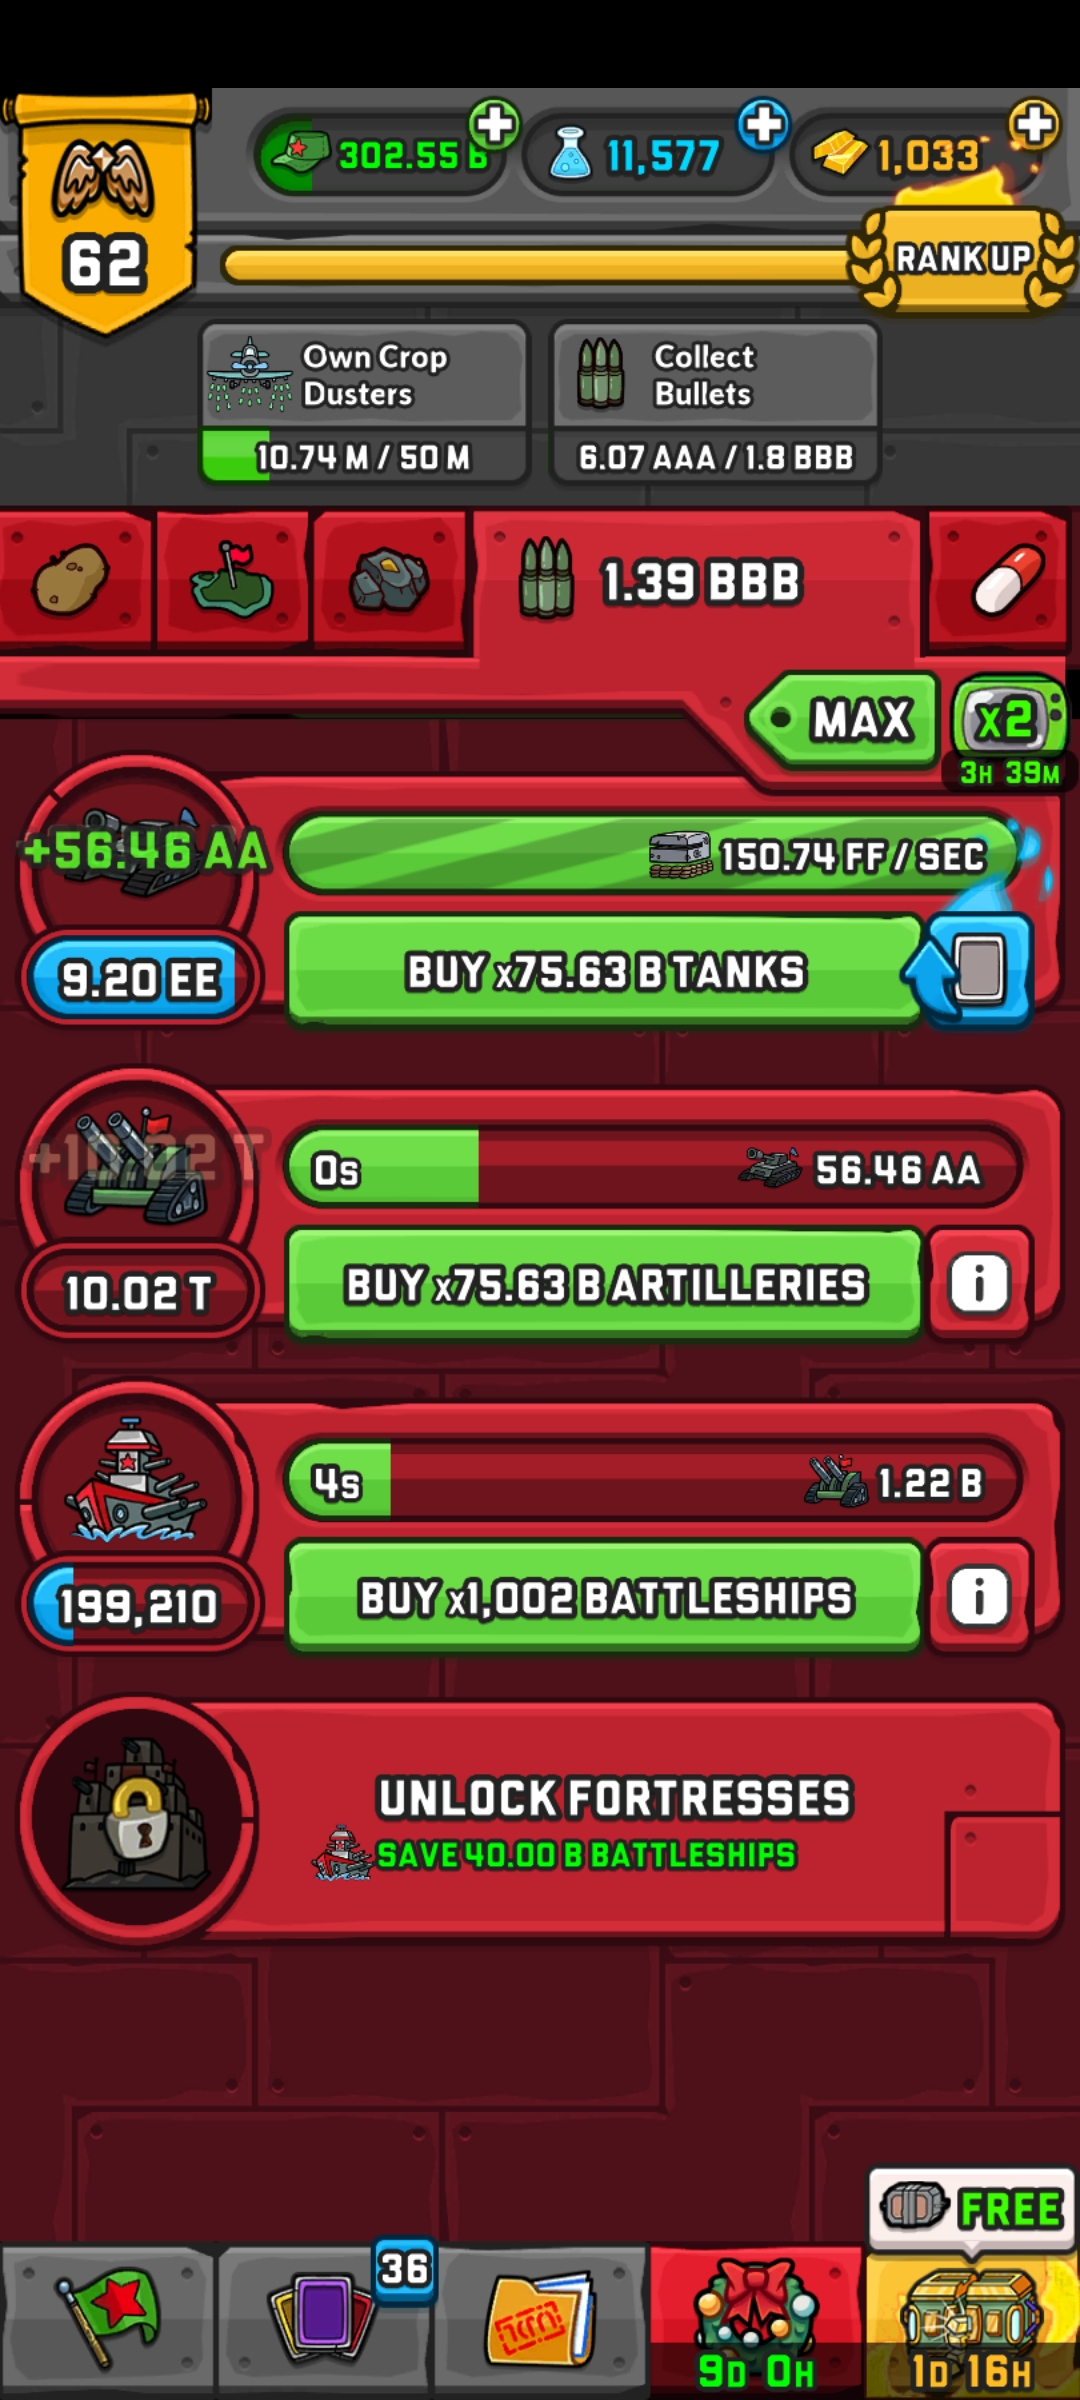 302.55 B
11,577
1,033
62
RANK UP
Own Crop
Dusters
Collect
Bullets
10.74 M / 50 M
6.07 AAA / 1.8 BBB
1.39 BBB
MAX
x2
3H 39M
+56.46 AA
150.74 FF / SEC
9.20 EE
BUY x75.63 B TANKS
+10.02 T
0s
56.46 AA
10.02 T
BUY x75.63 B ARTILLERIES
i
4s
1.22 B
199,210
BUY x1,002 BATTLESHIPS
i
UNLOCK FORTRESSES
SAVE 40.00 B BATTLESHIPS
FREE
36
9D 0H
1D 16H